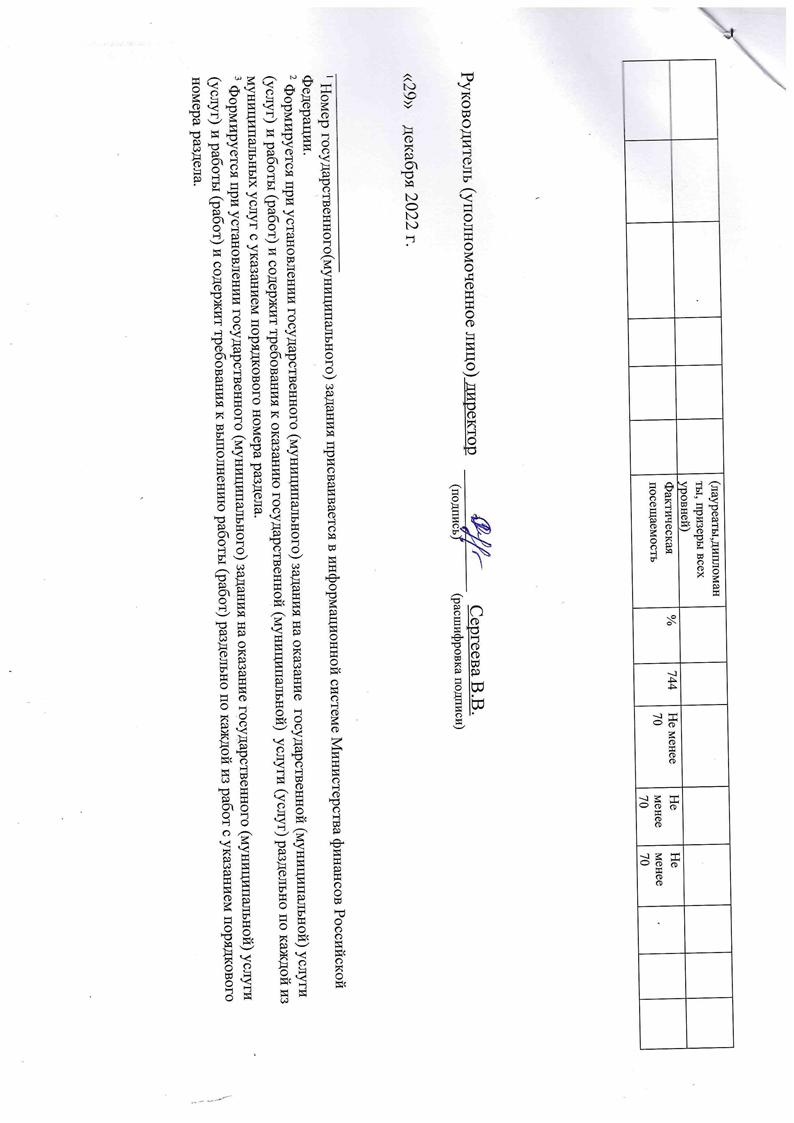 (лауреаты,дипломан
ты, призеры всех
уровней)
Фактическая
посещаемость
%
744
Не менее
70
Не
менее
70
Не
менее
70
Руководитель (уполномоченное лицо) директор Сергеева В.В.
(подпись) (расшифровка подписи)
«29» декабря 2022 г.
¹ Номер государственного(муниципального) задания присваивается в информационной системе Министерства финансов Российской
Федерации.
² Формируется при установлении государственного (муниципального) задания на оказание государственной (муниципальной) услуги
(услуг) и работы (работ) и содержит требования к оказанию государственной (муниципальной) услуги (услуг) раздельно по каждой из
муниципальных услуг с указанием порядкового номера раздела.
³ Формируется при установлении государственного (муниципального) задания на оказание государственного (муниципальной) услуги
(услуг) и работы (работ) и содержит требования к выполнению работы (работ) раздельно по каждой из работ с указанием порядкового
номера раздела.